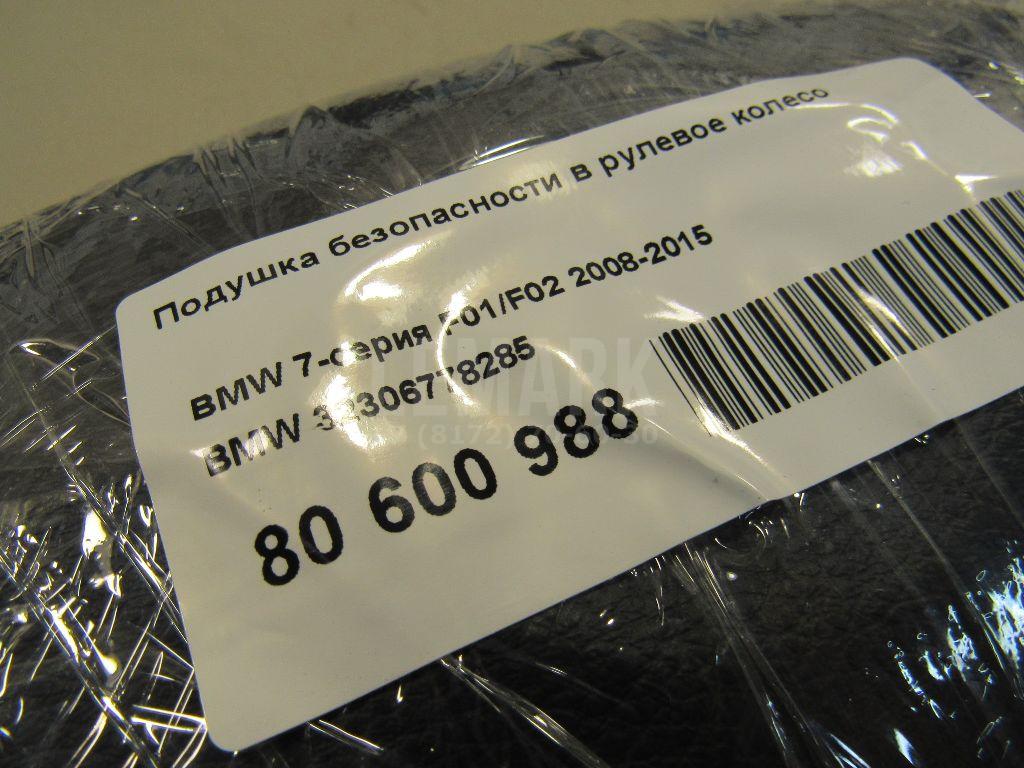 Подушка безопасности в рулевое колесо
BMW 7-серия F01/F02 2008-2015
BMW 32306778285
80 600 988